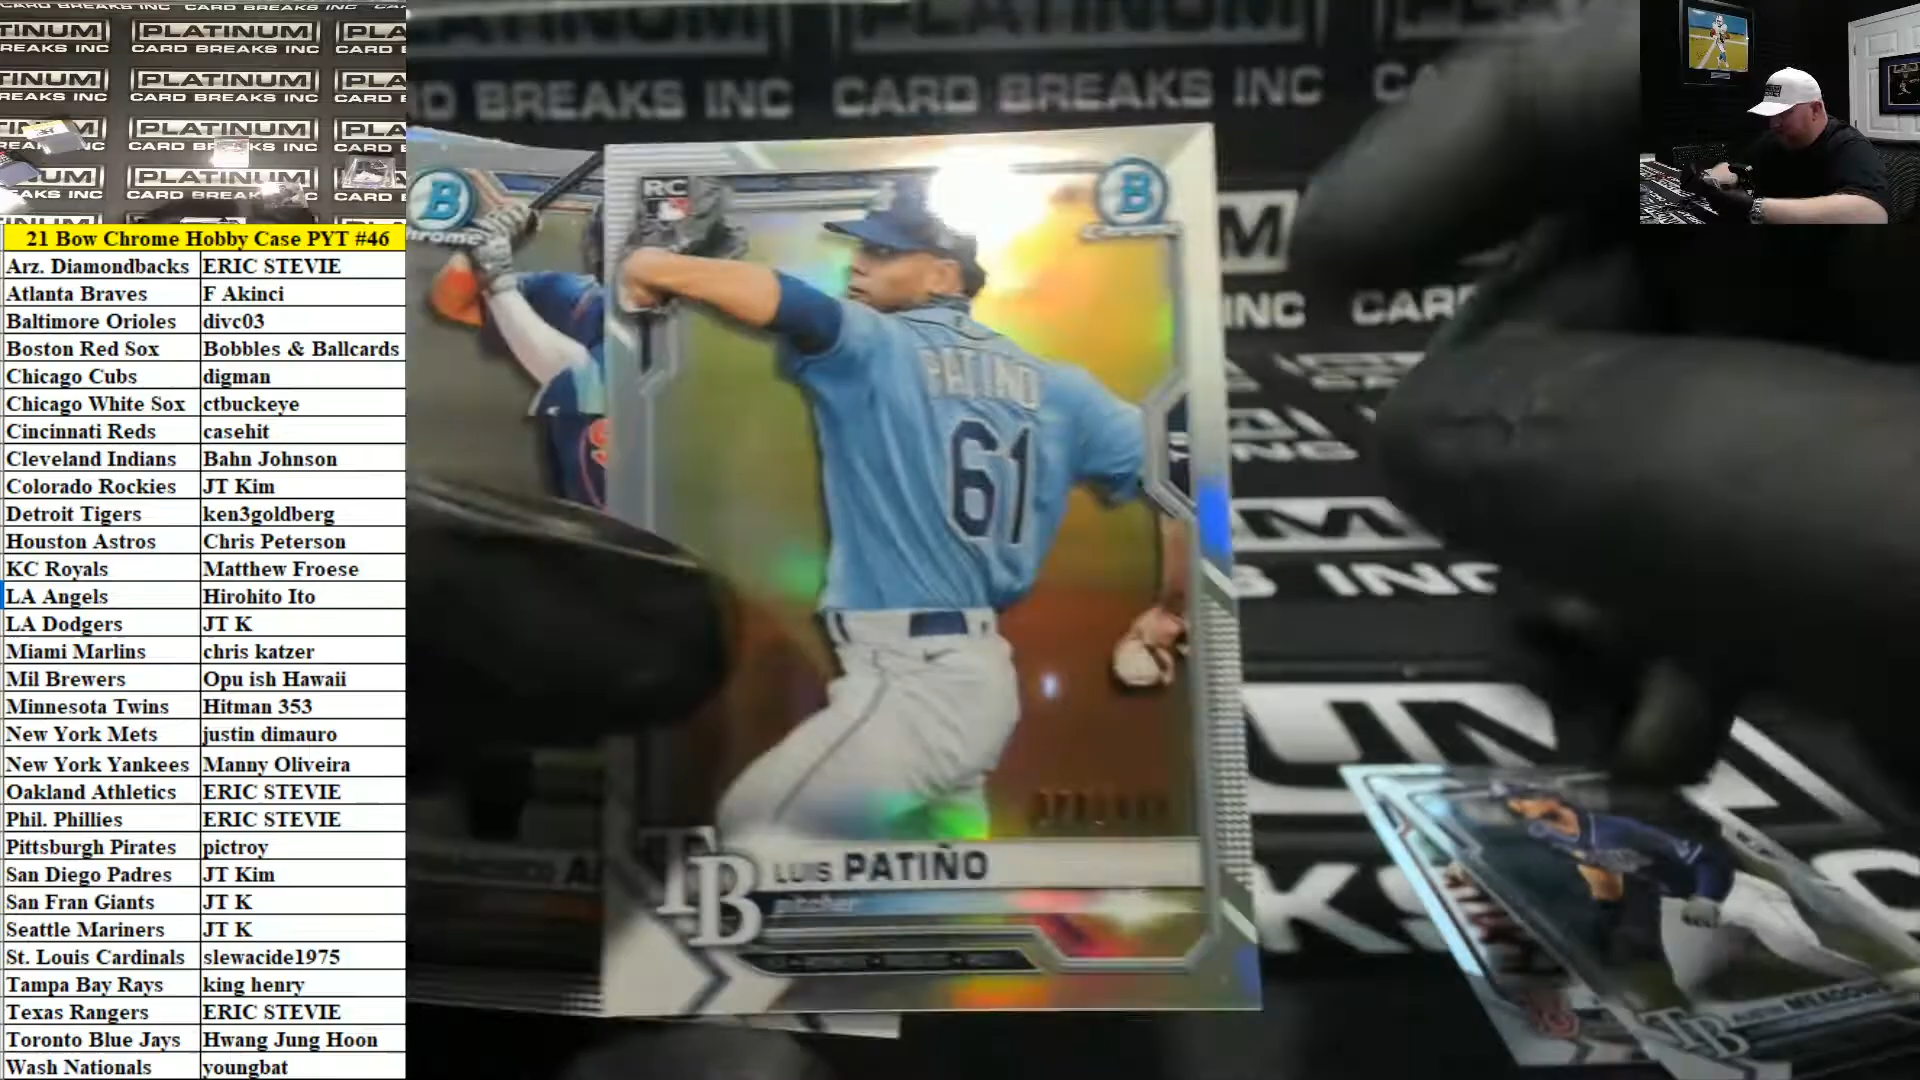 PLATINUM
CARD BREAKS INC
21 Bow Chrome Hobby Case PYT #46
Arz. Diamondbacks ERIC STEVIE
Atlanta Braves F Akinci
Baltimore Orioles divc03
Boston Red Sox Bobbles & Ballcards
Chicago Cubs digman
Chicago White Sox ctbuckeye
Cincinnati Reds casehit
Cleveland Indians Bahn Johnson
Colorado Rockies JT Kim
Detroit Tigers ken3goldberg
Houston Astros Chris Peterson
KC Royals Matthew Froese
LA Angels Hirohito Ito
LA Dodgers JT K
Miami Marlins chris katzer
Mil Brewers Opu ish Hawaii
Minnesota Twins Hitman 353
New York Mets justin dimauro
New York Yankees Manny Oliveira
Oakland Athletics ERIC STEVIE
Phil. Phillies ERIC STEVIE
Pittsburgh Pirates pictroy
San Diego Padres JT Kim
San Fran Giants JT K
Seattle Mariners JT K
St. Louis Cardinals slewacide1975
Tampa Bay Rays king henry
Texas Rangers ERIC STEVIE
Toronto Blue Jays Hwang Jung Hoon
Wash Nationals youngbat
CARD BREAKS INC
RC
B
Chrome
PATIÑO
61
LUIS PATIÑO
pitcher
TB